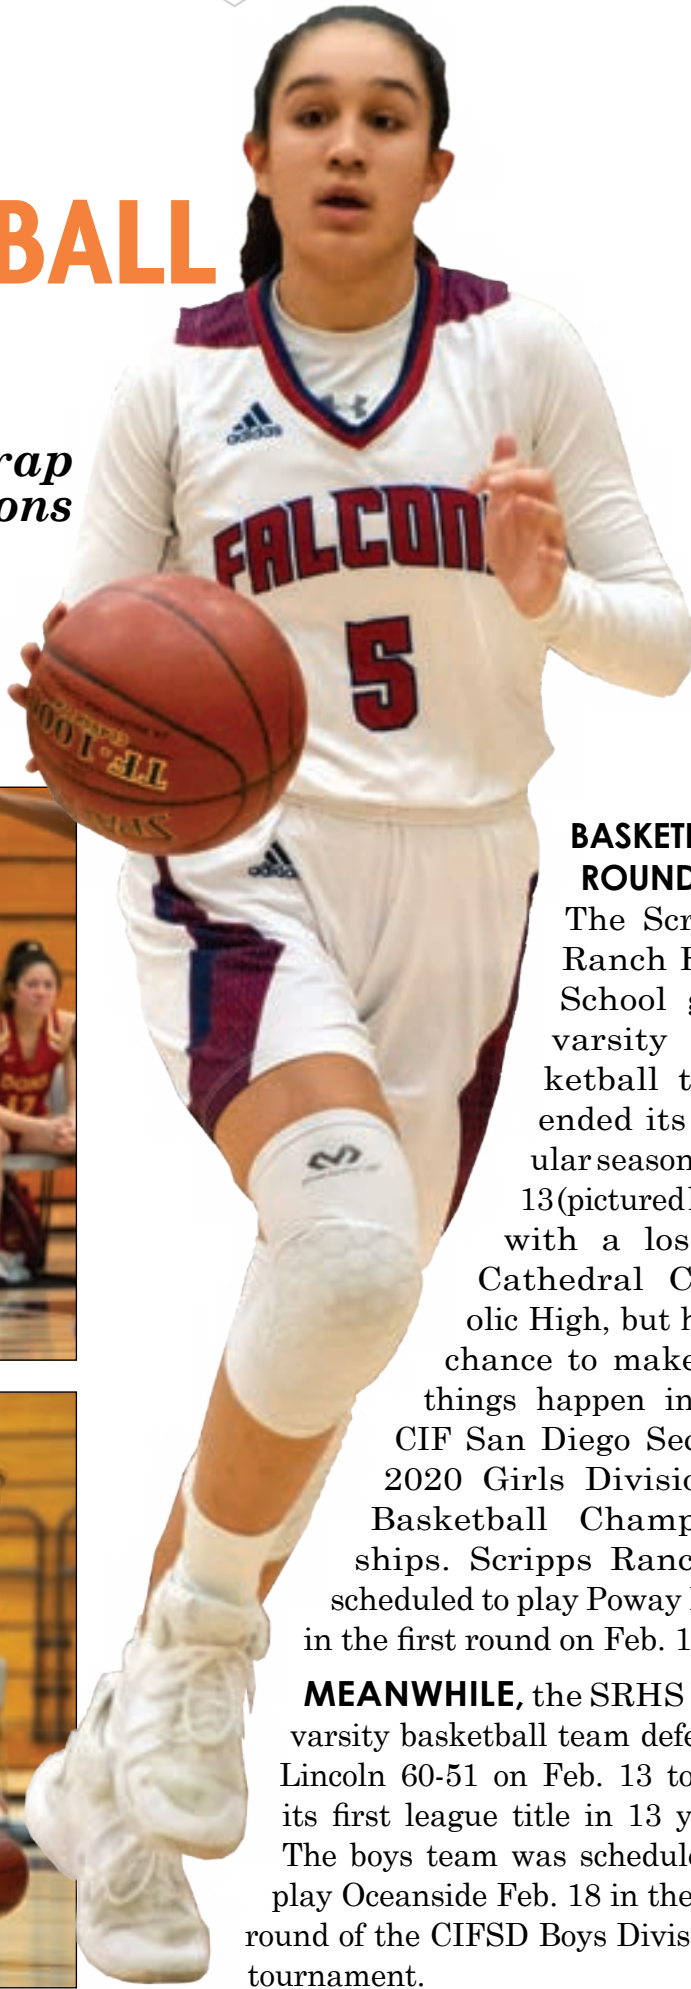 BALL
rap
ons
adidas
FALCON
5
TF-1000
adidas
DONS
12
BASKET
ROUND
The Scr
Ranch
School
varsity
ketball t
ended its
ular season
13 (pictured
with a los
Cathedral C
olic High, but h
chance to make
things happen in
CIF San Diego Sec
2020 Girls Divisio
Basketball Champ
ships. Scripps Ranc
scheduled to play Poway
in the first round on Feb. 1
MEANWHILE, the SRHS
varsity basketball team defe
Lincoln 60-51 on Feb. 13 to
its first league title in 13 y
The boys team was schedule
play Oceanside Feb. 18 in the
round of the CIFSD Boys Divis
tournament.